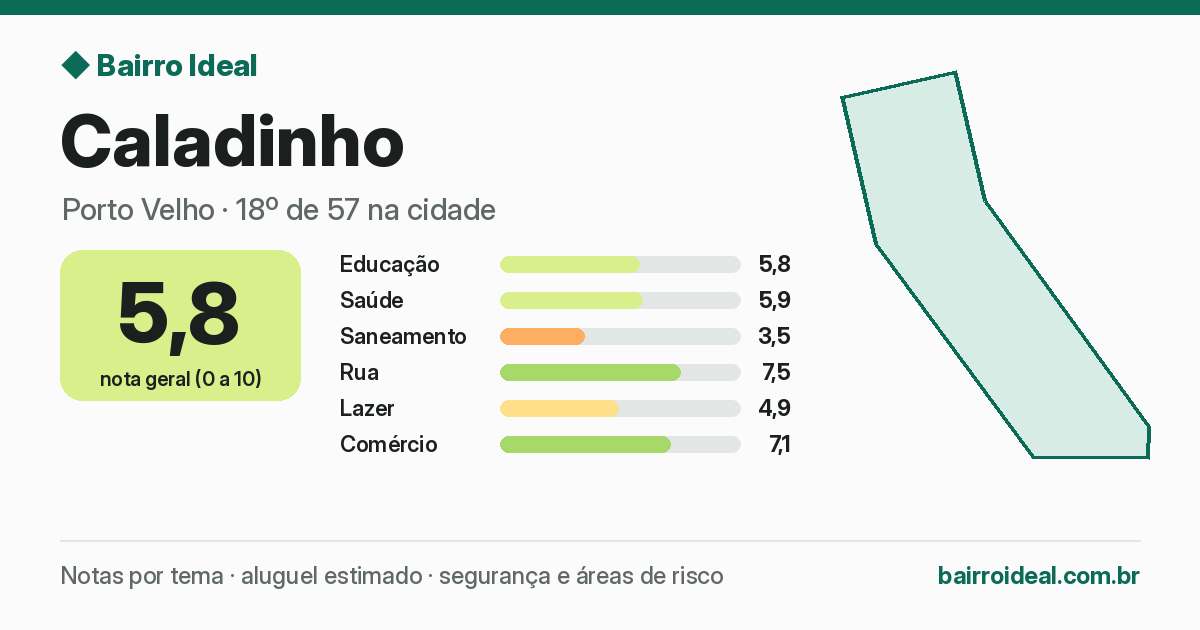 Bairro Ideal
Caladinho
Porto Velho · 18º de 57 na cidade
5,8
nota geral (0 a 10)
Educação 5,8
Saúde 5,9
Saneamento 3,5
Rua 7,5
Lazer 4,9
Comércio 7,1
Notas por tema · aluguel estimado · segurança e áreas de risco
bairroideal.com.br